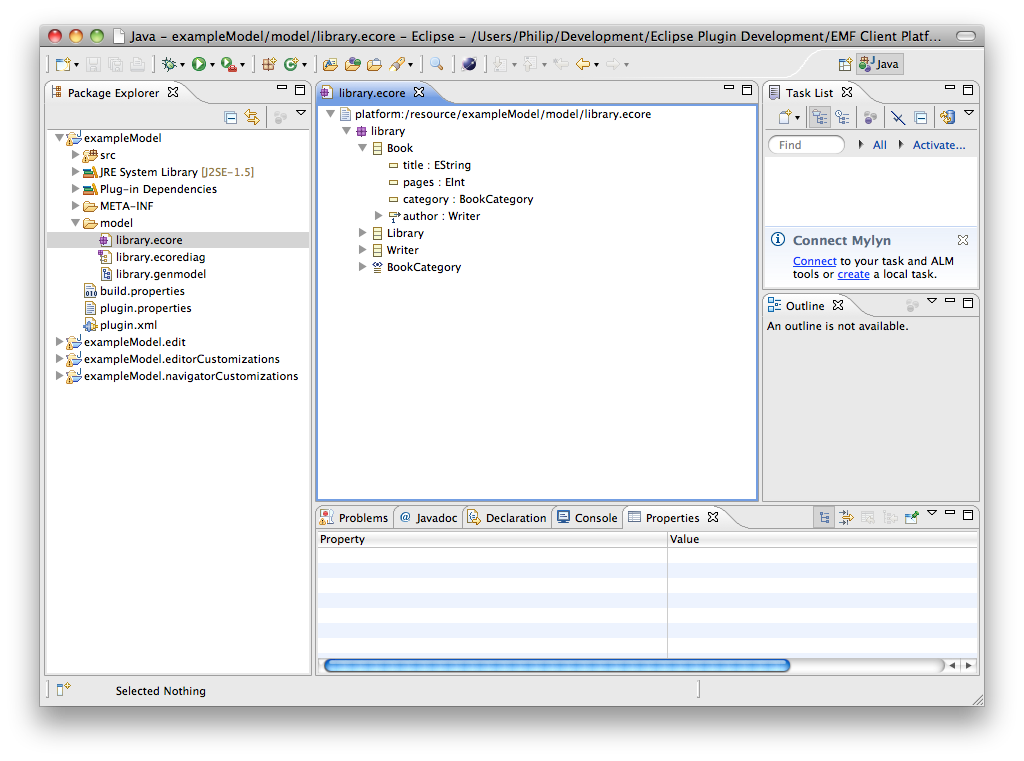 Java – exampleModel/model/library.ecore – Eclipse – /Users/Philip/Development/Eclipse Plugin Development/EMF Client Platf...
Java
Package Explorer
exampleModel
src
JRE System Library [J2SE-1.5]
Plug-in Dependencies
META-INF
model
library.ecore
library.ecorediag
library.genmodel
build.properties
plugin.properties
plugin.xml
exampleModel.edit
exampleModel.editorCustomizations
exampleModel.navigatorCustomizations
library.ecore
platform:/resource/exampleModel/model/library.ecore
library
Book
title : EString
pages : EInt
category : BookCategory
author : Writer
Library
Writer
BookCategory
Task List
Find
All
Activate...
Connect Mylyn
Connect to your task and ALM
tools or create a local task.
Outline
An outline is not available.
Problems
@ Javadoc
Declaration
Console
Properties
Property
Value
Selected Nothing